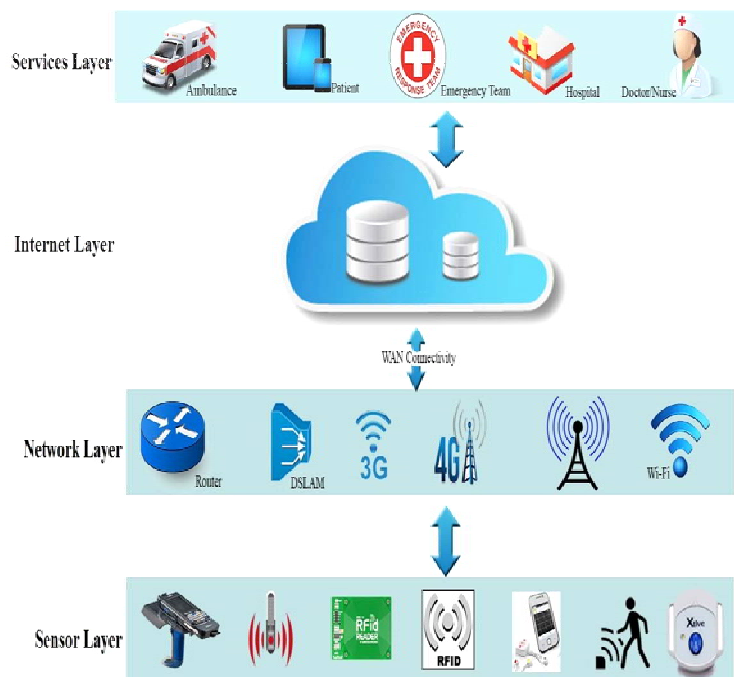 Services Layer
EMERGENCY
RESPONSE TEAM
Ambulance
Patient
Emergency Team
Hospital
Doctor/Nurse
Internet Layer
WAN Connectivity
Network Layer
Router
DSLAM
3G
4G
Wi-Fi
Sensor Layer
RFid
READER
RFID